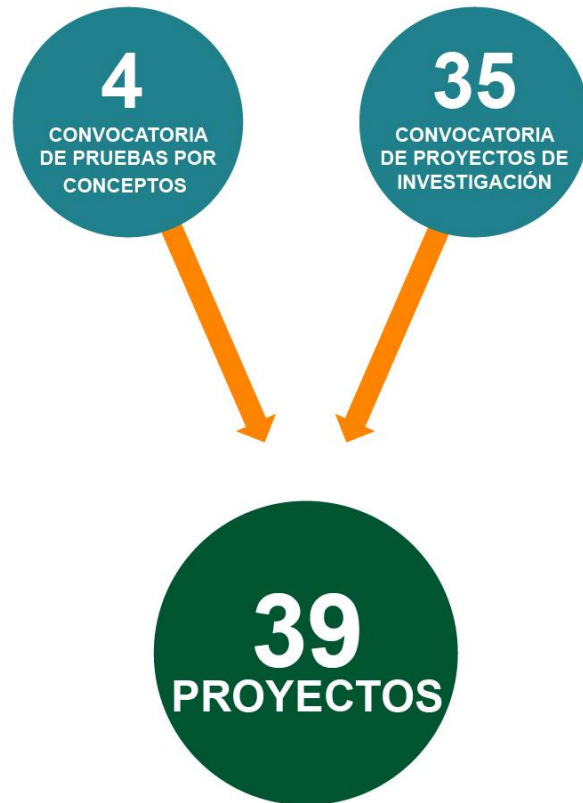 4
CONVOCATORIA
DE PRUEBAS POR
CONCEPTOS
35
CONVOCATORIA
DE PROYECTOS DE
INVESTIGACIÓN
39
PROYECTOS